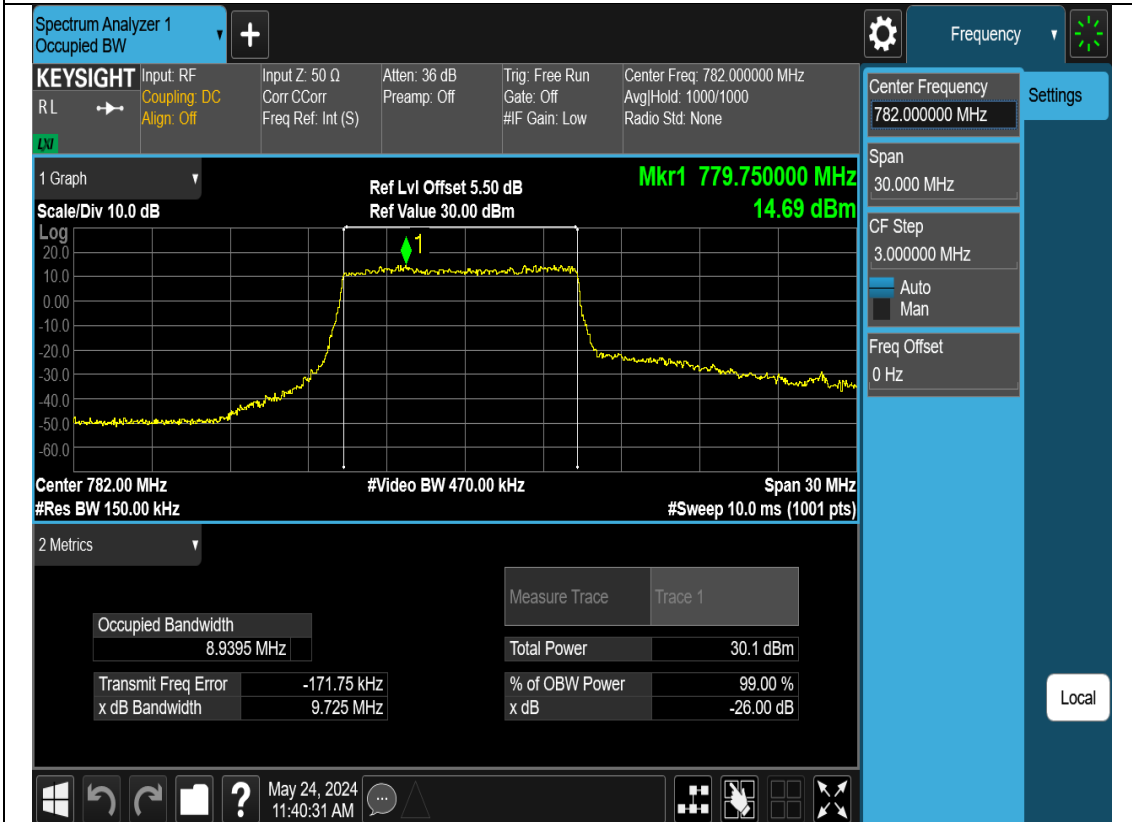 Spectrum Analyzer 1
Occupied BW
+
Frequency
KEYSIGHT
RL
LXI
Input: RF
Coupling: DC
Align: Off
Input Z: 50 Ω
Corr CCorr
Freq Ref: Int (S)
Atten: 36 dB
Preamp: Off
Trig: Free Run
Gate: Off
#IF Gain: Low
Center Freq: 782.000000 MHz
Avg|Hold: 1000/1000
Radio Std: None
Center Frequency
782.000000 MHz
Settings
Span
30.000 MHz
CF Step
3.000000 MHz
Auto
Man
Freq Offset
0 Hz
Local
1 Graph
Scale/Div 10.0 dB
Ref Lvl Offset 5.50 dB
Ref Value 30.00 dBm
Mkr1 779.750000 MHz
14.69 dBm
Log
1
20.0
10.0
0.00
-10.0
-20.0
-30.0
-40.0
-50.0
-60.0
Center 782.00 MHz
#Video BW 470.00 kHz
Span 30 MHz
#Res BW 150.00 kHz
#Sweep 10.0 ms (1001 pts)
2 Metrics
Measure Trace Trace 1
Occupied Bandwidth
8.9395 MHz
Total Power 30.1 dBm
Transmit Freq Error -171.75 kHz
% of OBW Power 99.00 %
x dB Bandwidth 9.725 MHz
x dB -26.00 dB
?
May 24, 2024
11:40:31 AM